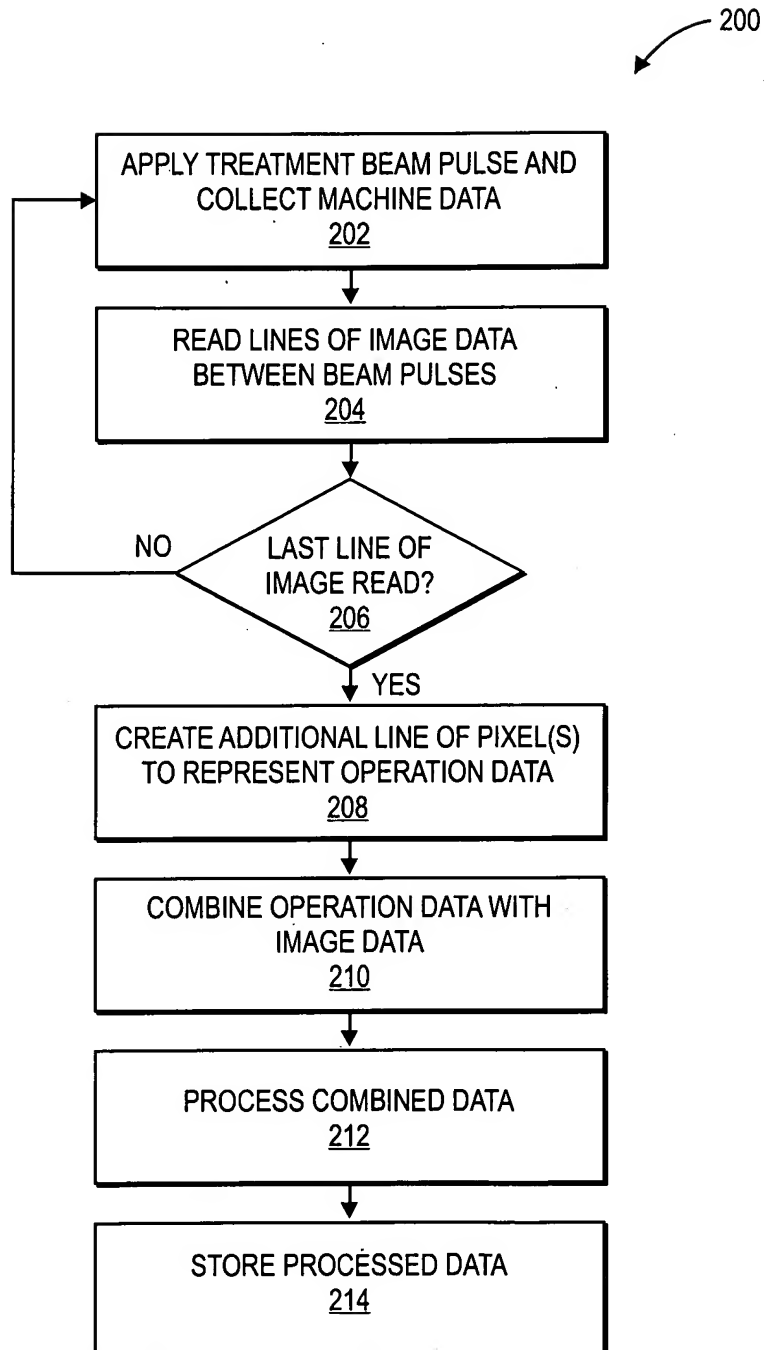 200
APPLY TREATMENT BEAM PULSE AND
COLLECT MACHINE DATA
202
READ LINES OF IMAGE DATA
BETWEEN BEAM PULSES
204
NO
LAST LINE OF
IMAGE READ?
206
YES
CREATE ADDITIONAL LINE OF PIXEL(S)
TO REPRESENT OPERATION DATA
208
COMBINE OPERATION DATA WITH
IMAGE DATA
210
PROCESS COMBINED DATA
212
STORE PROCESSED DATA
214